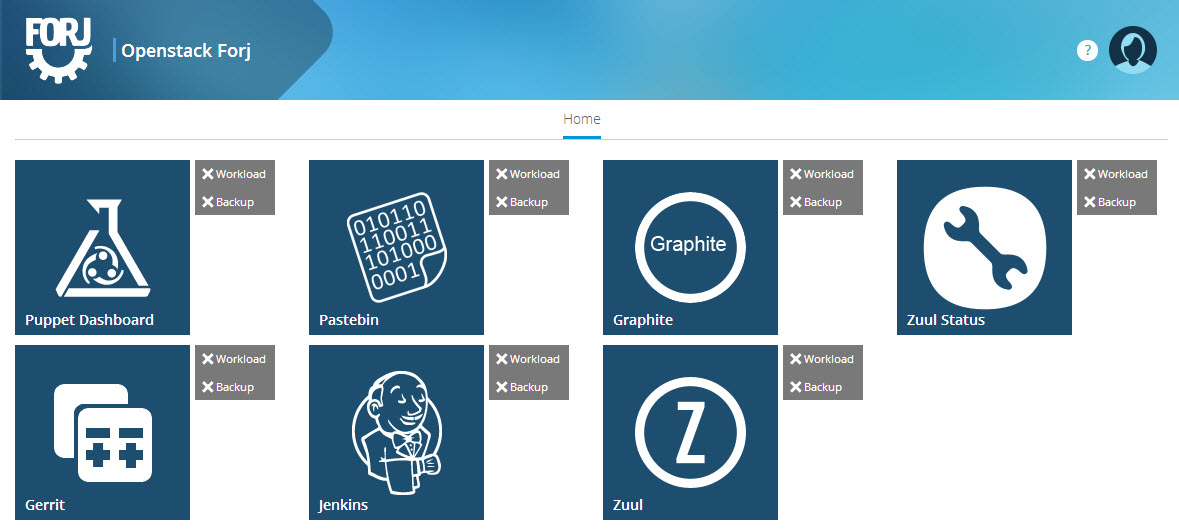 FORJ
Openstack Forj
?
Home
Workload
Backup
Puppet Dashboard
010110
110011
101000
0001
Workload
Backup
Pastebin
Graphite
Workload
Backup
Graphite
Workload
Backup
Zuul Status
Workload
Backup
Gerrit
Workload
Backup
Jenkins
Z
Workload
Backup
Zuul